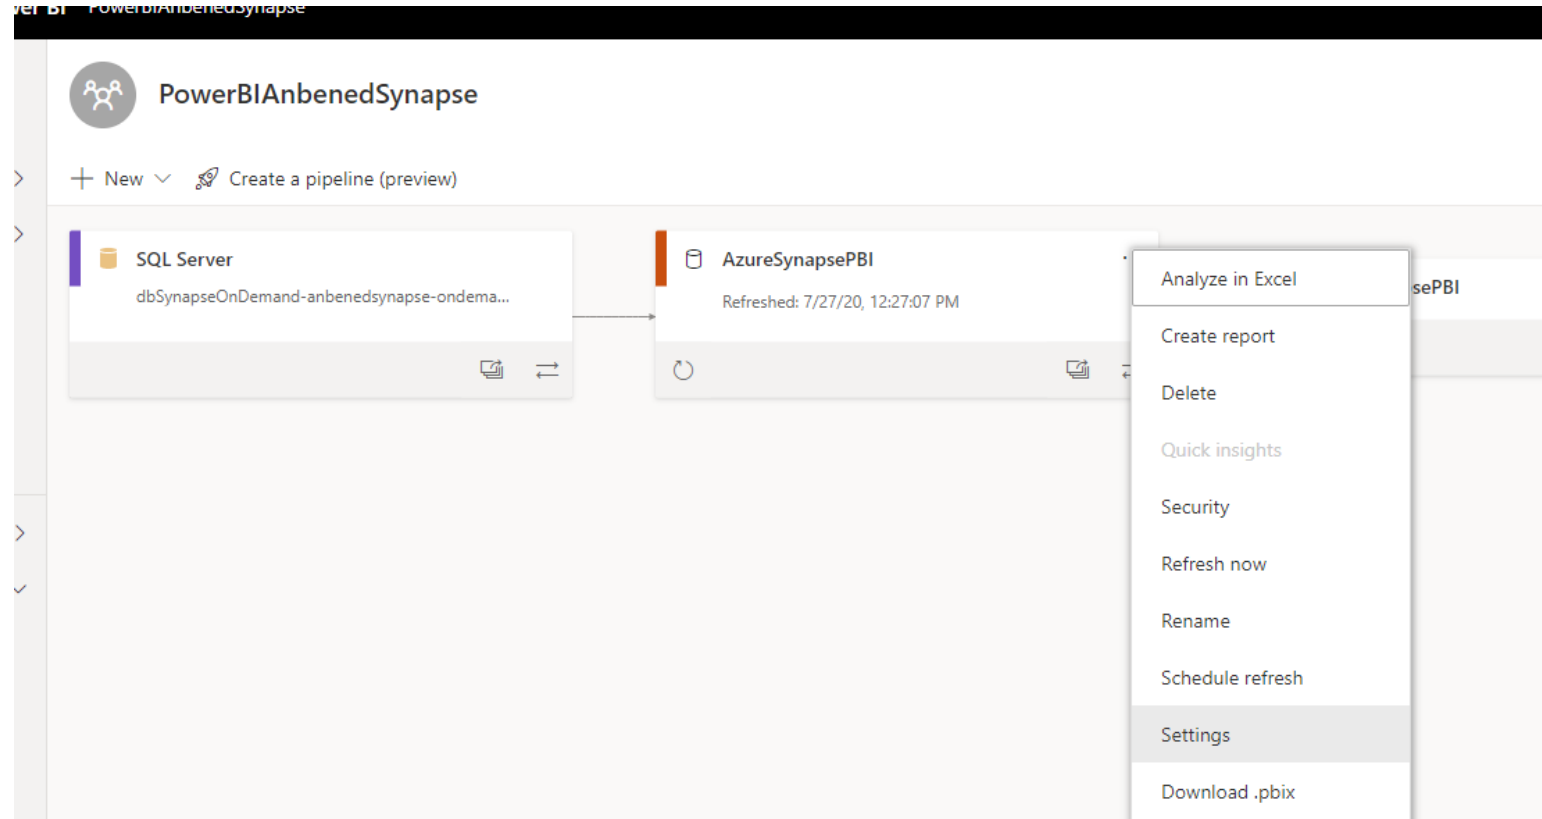 PowerBIAnbenedSynapse
PowerBIAnbenedSynapse
New
Create a pipeline (preview)
SQL Server
dbSynapseOnDemand-anbenedsynapse-ondema...
AzureSynapsePBI
Refreshed: 7/27/20, 12:27:07 PM
sePBI
Analyze in Excel
Create report
Delete
Quick insights
Security
Refresh now
Rename
Schedule refresh
Settings
Download .pbix